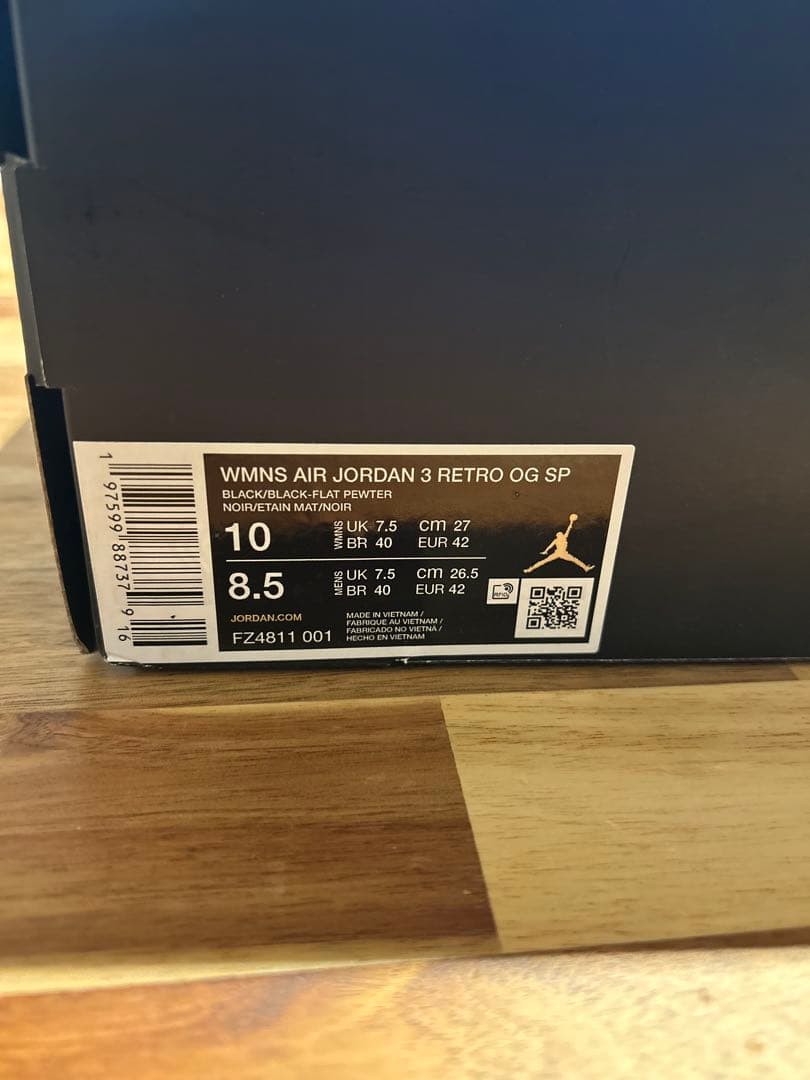 WMNS AIR JORDAN 3 RETRO OG SP
BLACK/BLACK-FLAT PEWTER
NOIR/ETAIN MAT/NOIR
10 WMNS UK 7.5 cm 27
BR 40 EUR 42
8.5 MENS UK 7.5 cm 26.5
BR 40 EUR 42
RFID
JORDAN.COM
FZ4811 001
MADE IN VIETNAM /
FABRIQUE AU VIETNAM /
FABRICADO NO VIETNÃ /
HECHO EN VIETNAM
1 97599 88737 9 16